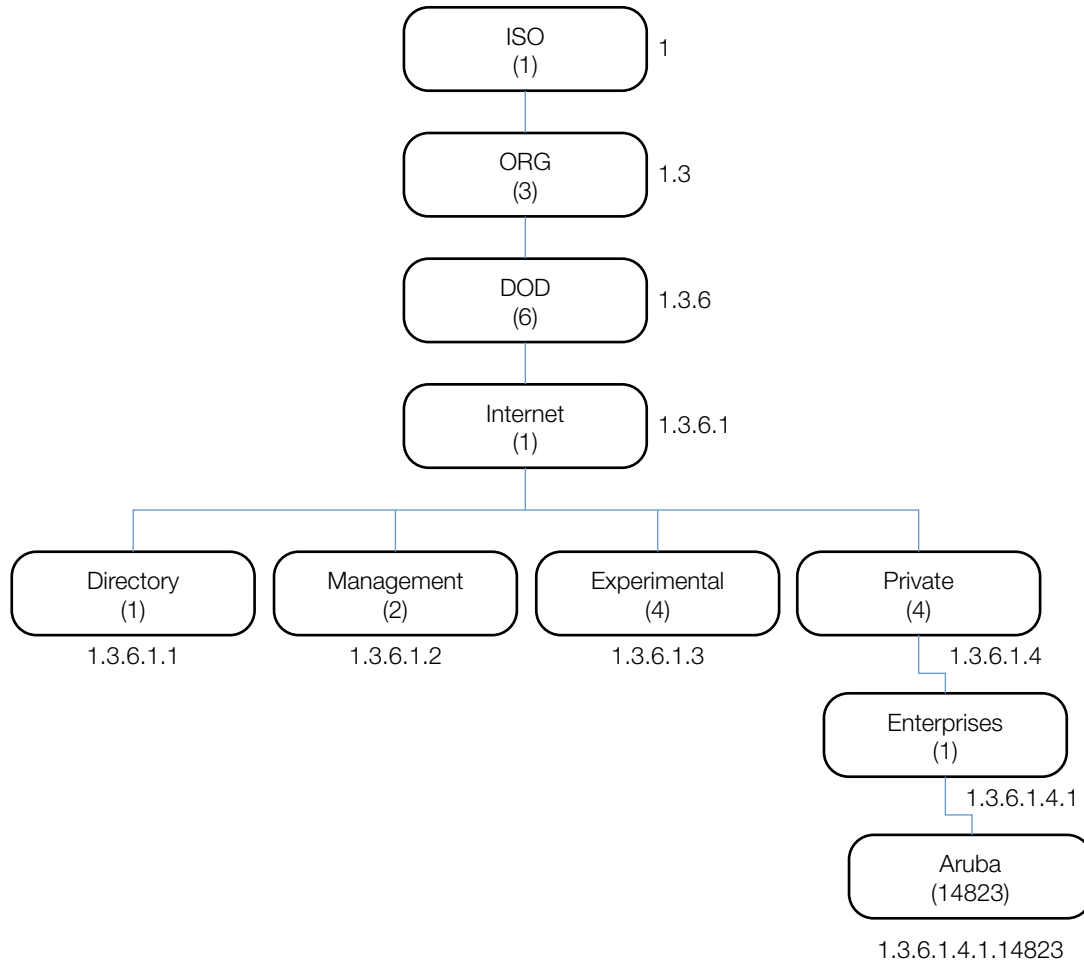 ISO
(1)
1
ORG
(3)
1.3
DOD
(6)
1.3.6
Internet
(1)
1.3.6.1
Directory
(1)
1.3.6.1.1
Management
(2)
1.3.6.1.2
Experimental
(4)
1.3.6.1.3
Private
(4)
1.3.6.1.4
Enterprises
(1)
1.3.6.1.4.1
Aruba
(14823)
1.3.6.1.4.1.14823